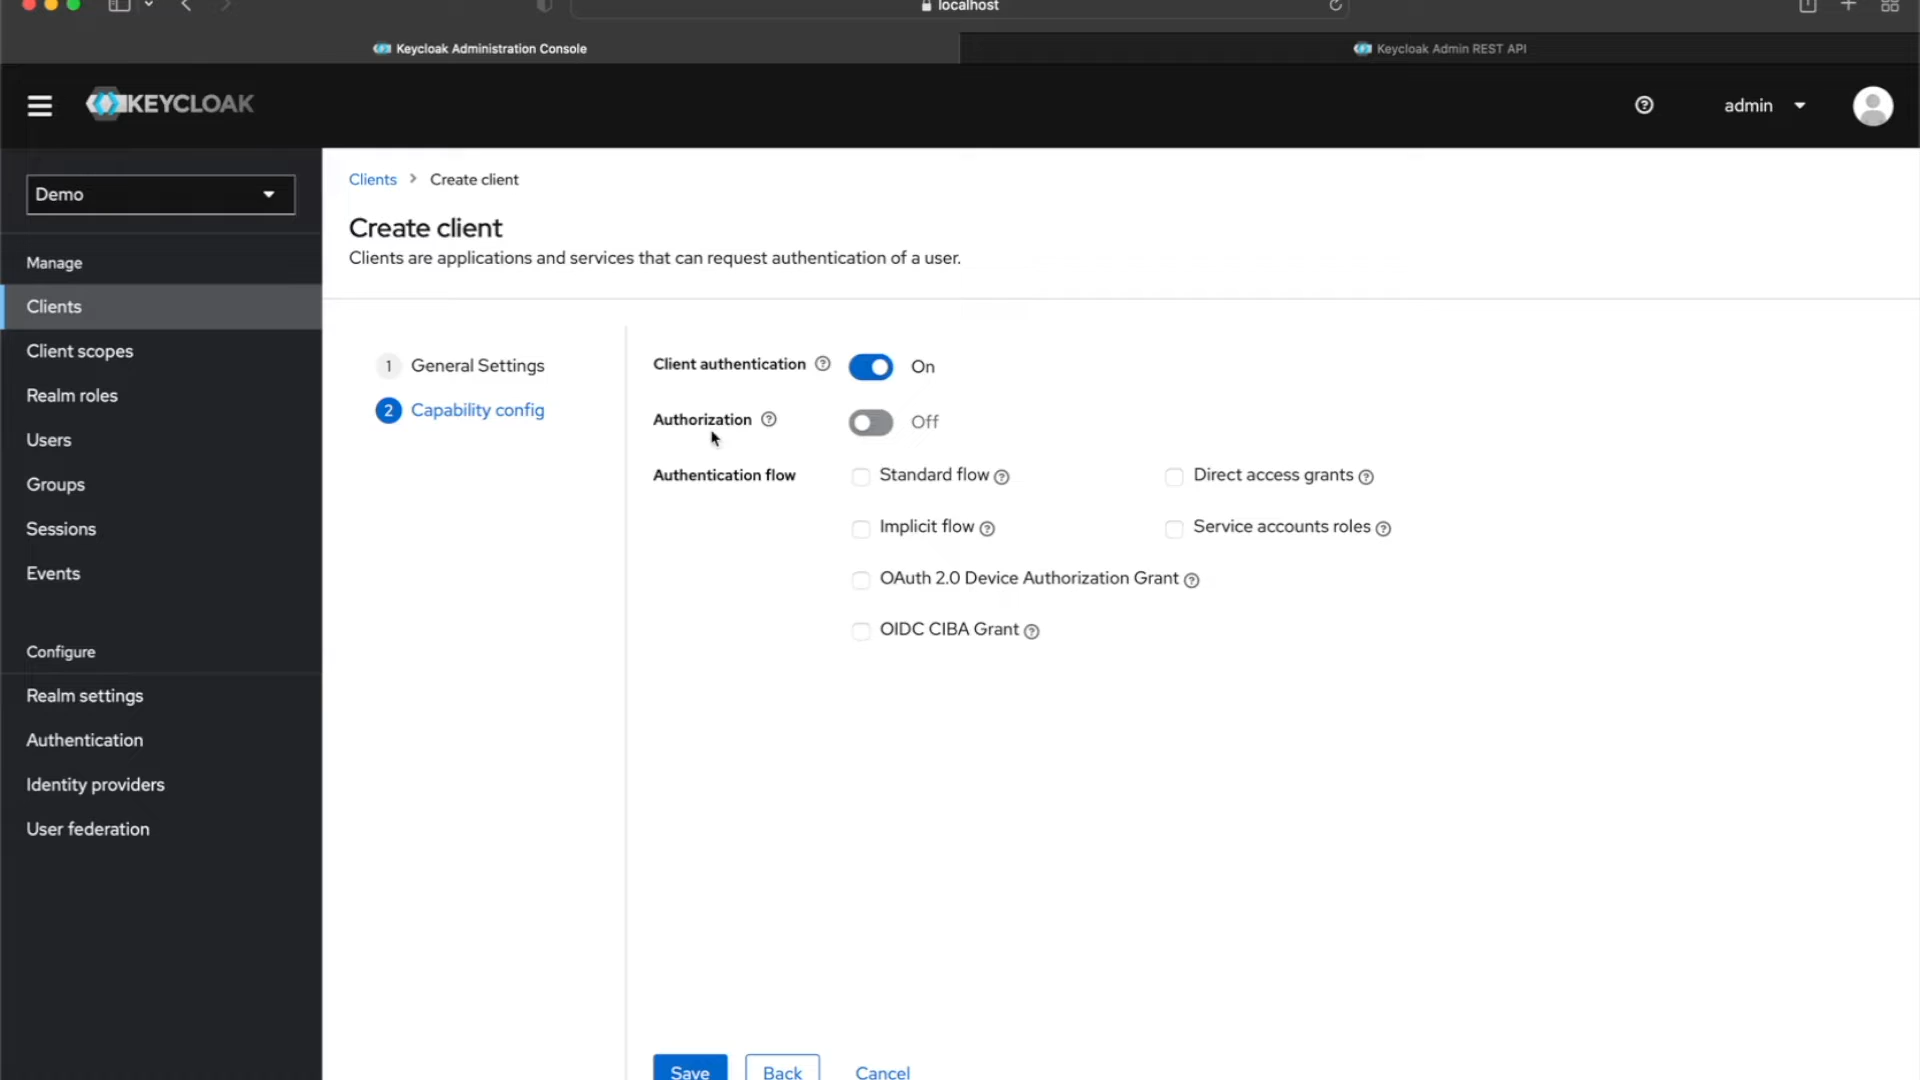 localhost
Keycloak Administration Console
Keycloak Admin REST API
KEYCLOAK
admin
Demo
Manage
Clients
Client scopes
Realm roles
Users
Groups
Sessions
Events
Configure
Realm settings
Authentication
Identity providers
User federation
Clients > Create client
Create client
Clients are applications and services that can request authentication of a user.
1 General Settings
2 Capability config
Client authentication On
Authorization Off
Authentication flow
Standard flow
Direct access grants
Implicit flow
Service accounts roles
OAuth 2.0 Device Authorization Grant
OIDC CIBA Grant
Save
Back
Cancel